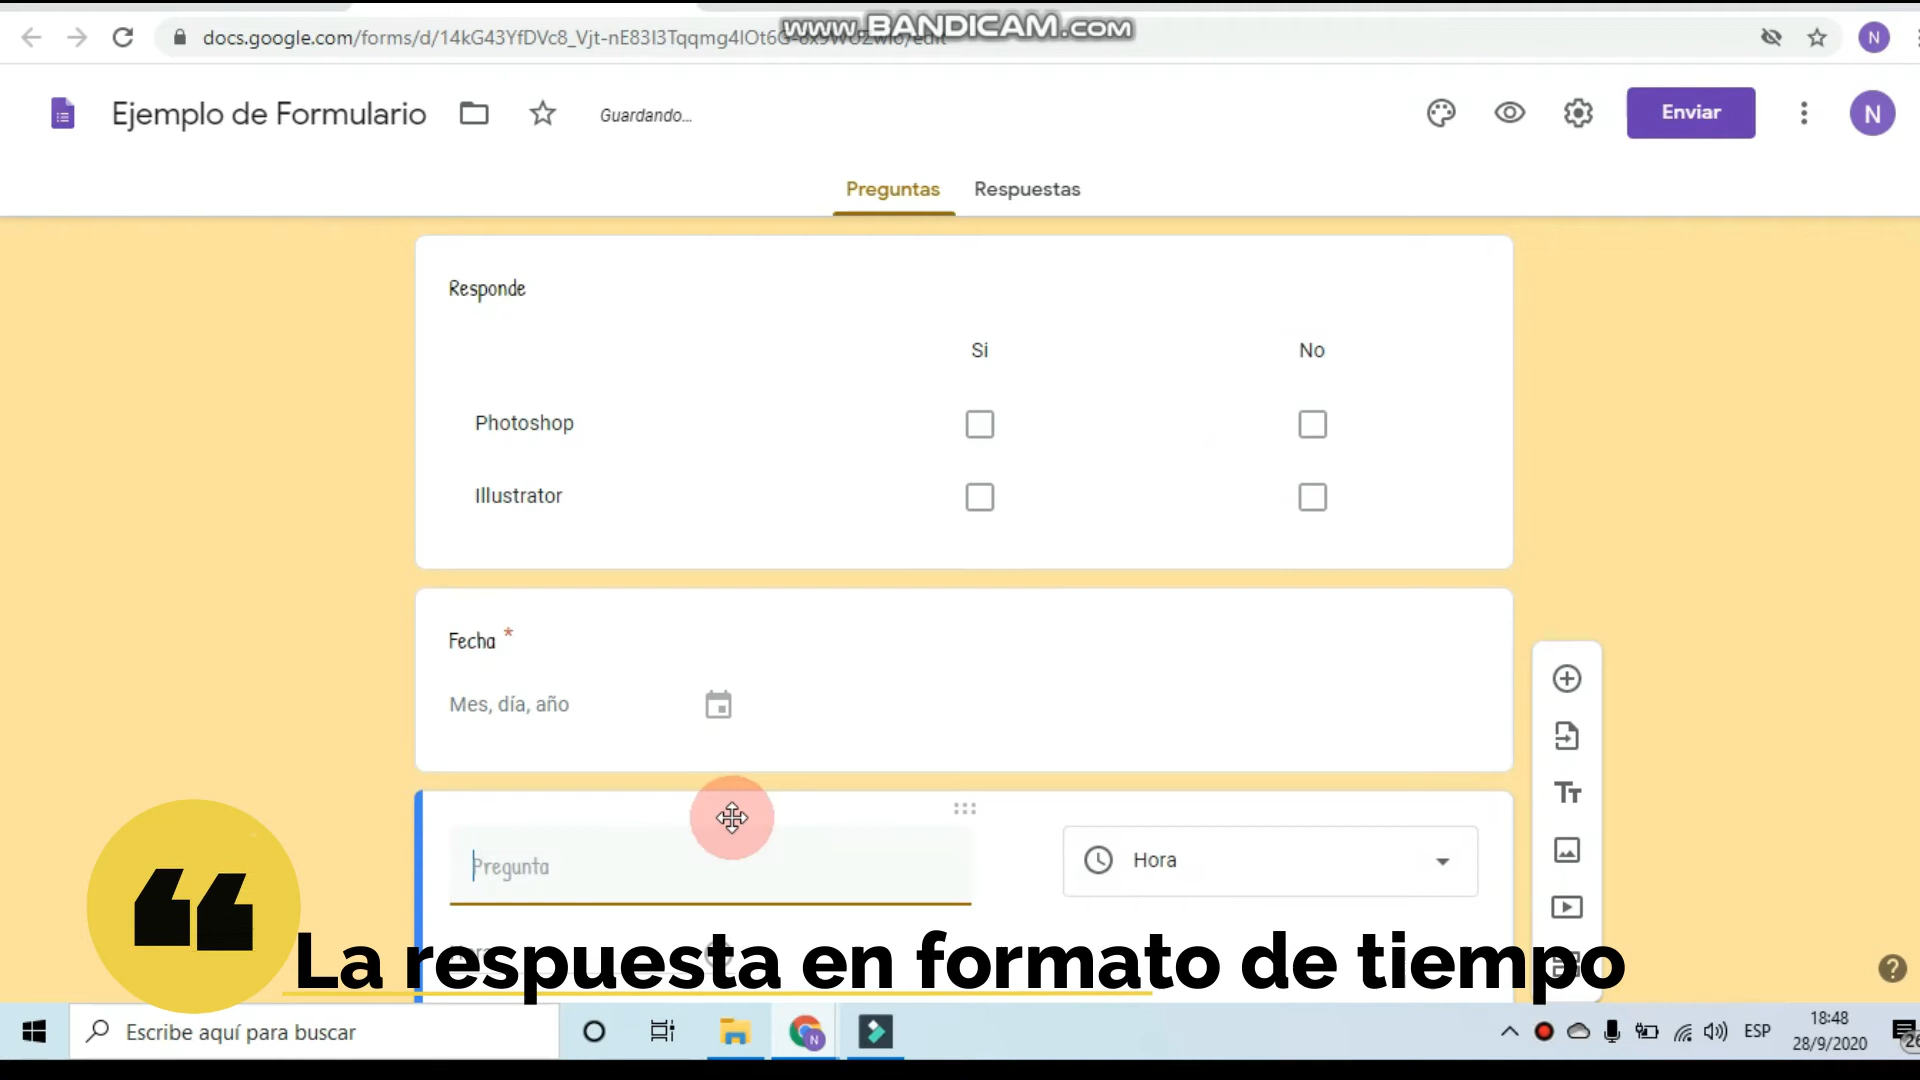 www.BANDICAM.com
docs.google.com/forms/d/14kG43YfDVc8_Vjt-nE83I3Tqqmg4IOt6G
Ejemplo de Formulario
Guardando...
Enviar
N
N
Preguntas Respuestas
Responde
Si No
Photoshop
Illustrator
Fecha *
Mes, día, año
Pregunta
Hora
Hora
La respuesta en formato de tiempo
Escribe aquí para buscar
N
ESP
18:48
28/9/2020